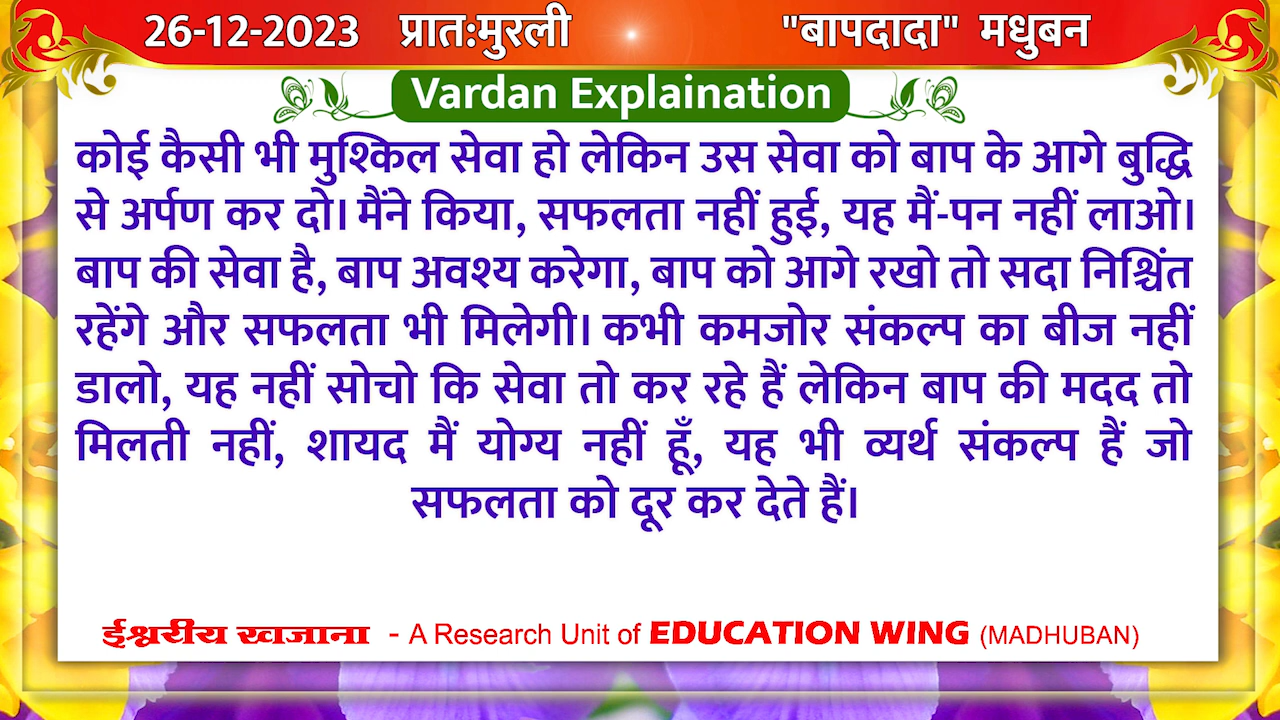 26-12-2023 प्रात:मुरली "बापदादा" मधुबन
Vardan Explaination
कोई कैसी भी मुश्किल सेवा हो लेकिन उस सेवा को बाप के आगे बुद्धि
से अर्पण कर दो। मैंने किया, सफलता नहीं हुई, यह मैं-पन नहीं लाओ।
बाप की सेवा है, बाप अवश्य करेगा, बाप को आगे रखो तो सदा निश्चिंत
रहेंगे और सफलता भी मिलेगी। कभी कमजोर संकल्प का बीज नहीं
डालो, यह नहीं सोचो कि सेवा तो कर रहे हैं लेकिन बाप की मदद तो
मिलती नहीं, शायद मैं योग्य नहीं हूँ, यह भी व्यर्थ संकल्प हैं जो
सफलता को दूर कर देते हैं।
ईश्वरीय खजाना - A Research Unit of EDUCATION WING (MADHUBAN)